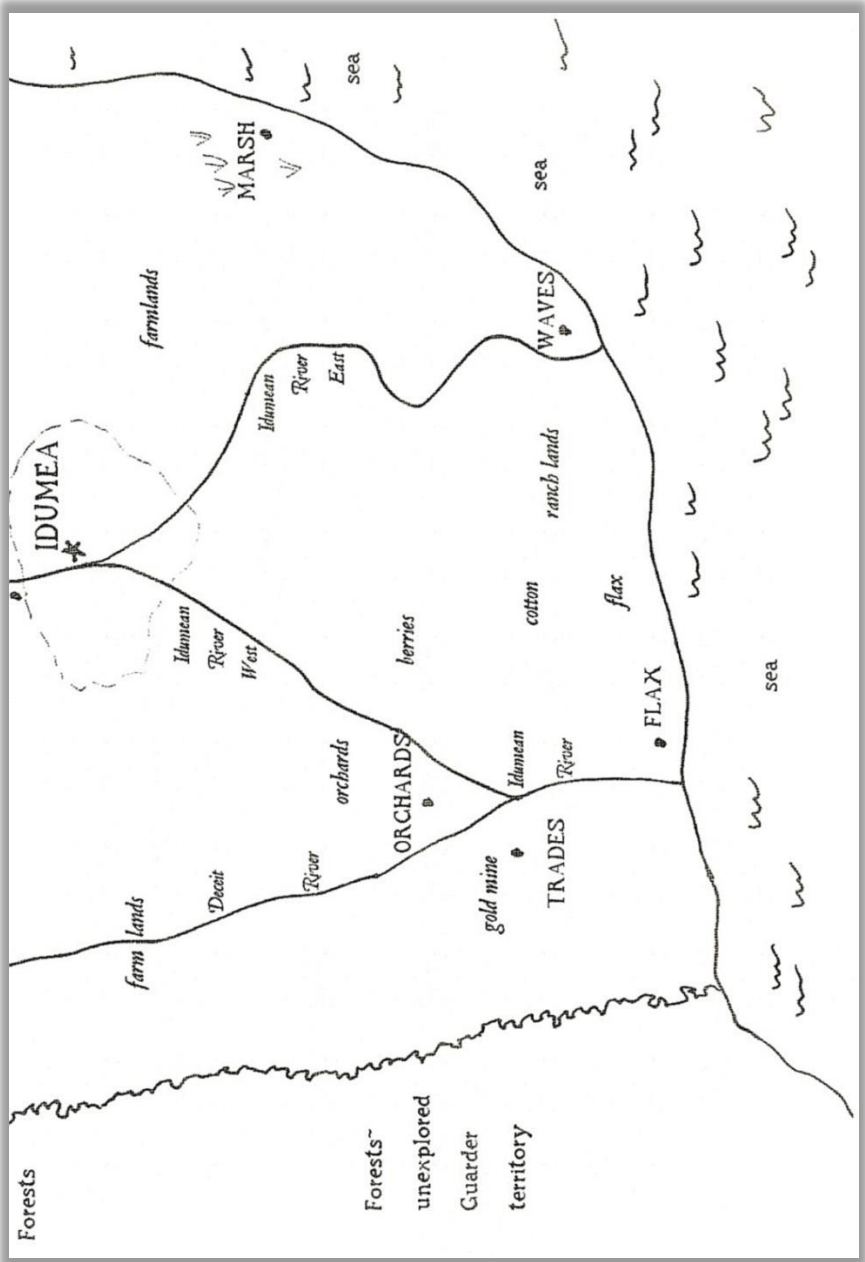 Forests
IDUMEA
farm lands
farmlands
Deceit
River
Idumean
River
West
MARSH
Idumean
River
East
sea
orchards
ORCHARDS
berries
Forests~
unexplored
Guarder
territory
gold mine
TRADES
Idumean
River
cotton
ranch lands
WAVES
sea
flax
FLAX
sea